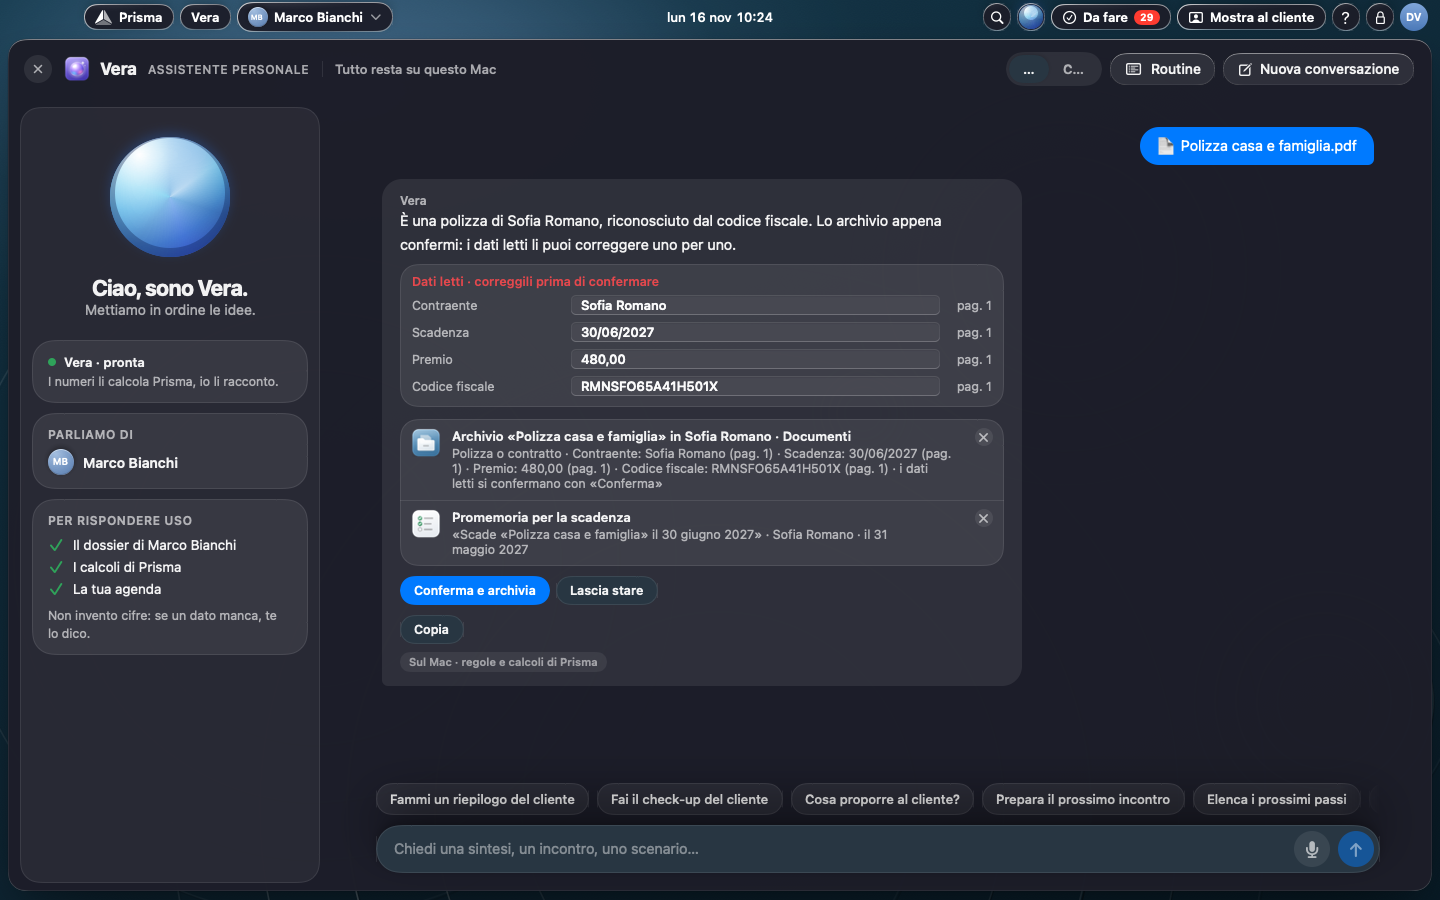 Prisma
Vera
MB Marco Bianchi
lun 16 nov 10:24
Da fare 29
Mostra al cliente
?
DV
Vera ASSISTENTE PERSONALE
Tutto resta su questo Mac
...
C...
Routine
Nuova conversazione
Ciao, sono Vera.
Mettiamo in ordine le idee.
Vera · pronta
I numeri li calcola Prisma, io li racconto.
PARLIAMO DI
MB Marco Bianchi
PER RISPONDERE USO
Il dossier di Marco Bianchi
I calcoli di Prisma
La tua agenda
Non invento cifre: se un dato manca, te
lo dico.
Polizza casa e famiglia.pdf
Vera
È una polizza di Sofia Romano, riconosciuto dal codice fiscale. Lo archivio appena
confermi: i dati letti li puoi correggere uno per uno.
Dati letti · correggili prima di confermare
Contraente Sofia Romano pag. 1
Scadenza 30/06/2027 pag. 1
Premio 480,00 pag. 1
Codice fiscale RMNSFO65A41H501X pag. 1
Archivio «Polizza casa e famiglia» in Sofia Romano · Documenti
Polizza o contratto · Contraente: Sofia Romano (pag. 1) · Scadenza: 30/06/2027 (pag.
1) · Premio: 480,00 (pag. 1) · Codice fiscale: RMNSFO65A41H501X (pag. 1) · i dati
letti si confermano con «Conferma»
Promemoria per la scadenza
«Scade «Polizza casa e famiglia» il 30 giugno 2027» · Sofia Romano · il 31
maggio 2027
Conferma e archivia
Lascia stare
Copia
Sul Mac · regole e calcoli di Prisma
Fammi un riepilogo del cliente
Fai il check-up del cliente
Cosa proporre al cliente?
Prepara il prossimo incontro
Elenca i prossimi passi
Chiedi una sintesi, un incontro, uno scenario...